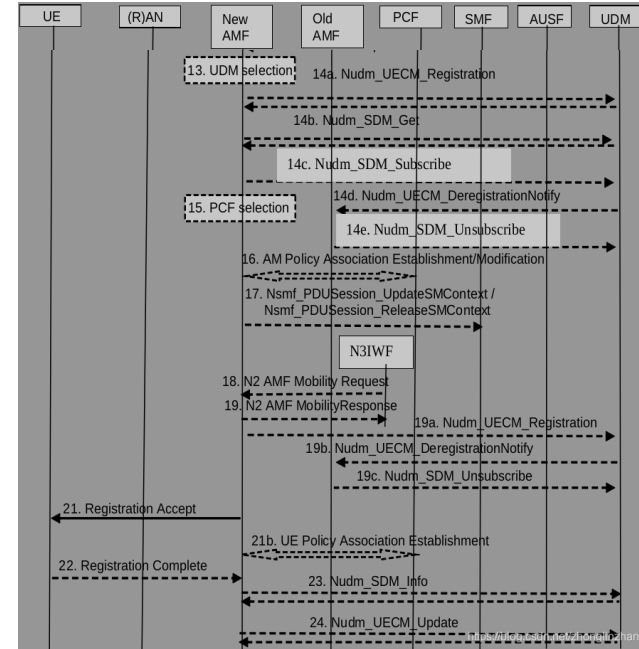 UE
(R)AN
New
AMF
Old
AMF
PCF
SMF
AUSF
UDM
13. UDM selection
14a. Nudm_UECM_Registration
14b. Nudm_SDM_Get
14c. Nudm_SDM_Subscribe
14d. Nudm_UECM_DeregistrationNotify
15. PCF selection
14e. Nudm_SDM_Unsubscribe
16. AM Policy Association Establishment/Modification
17. Nsmf_PDUSession_UpdateSMContext /
Nsmf_PDUSession_ReleaseSMContext
N3IWF
18. N2 AMF Mobility Request
19. N2 AMF MobilityResponse
19a. Nudm_UECM_Registration
19b. Nudm_UECM_DeregistrationNotify
19c. Nudm_SDM_Unsubscribe
21. Registration Accept
21b. UE Policy Association Establishment
22. Registration Complete
23. Nudm_SDM_Info
24. Nudm_UECM_Update